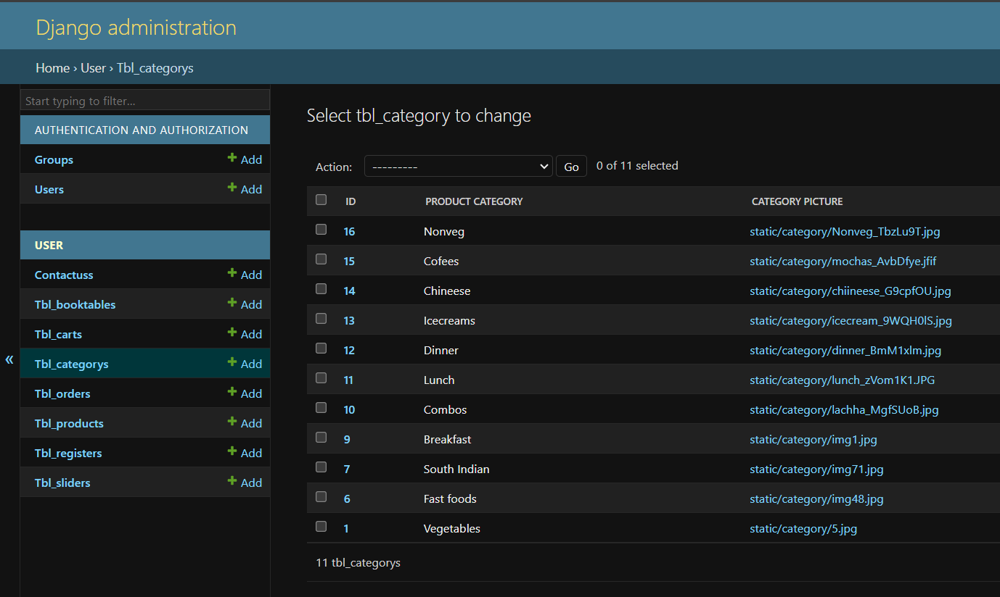 Django administration
Home › User › Tbl_categorys
Start typing to filter...
AUTHENTICATION AND AUTHORIZATION
Groups + Add
Users + Add
USER
Contactuss + Add
Tbl_booktables + Add
Tbl_carts + Add
Tbl_categorys + Add
Tbl_orders + Add
Tbl_products + Add
Tbl_registers + Add
Tbl_sliders + Add
«
Select tbl_category to change
Action: --------- Go 0 of 11 selected
ID PRODUCT CATEGORY CATEGORY PICTURE
16 Nonveg static/category/Nonveg_TbzLu9T.jpg
15 Cofees static/category/mochas_AvbDfye.jfif
14 Chineese static/category/chiineese_G9cpfOU.jpg
13 Icecreams static/category/icecream_9WQH0lS.jpg
12 Dinner static/category/dinner_BmM1xlm.jpg
11 Lunch static/category/lunch_zVom1K1.JPG
10 Combos static/category/lachha_MgfSUoB.jpg
9 Breakfast static/category/img1.jpg
7 South Indian static/category/img71.jpg
6 Fast foods static/category/img48.jpg
1 Vegetables static/category/5.jpg
11 tbl_categorys